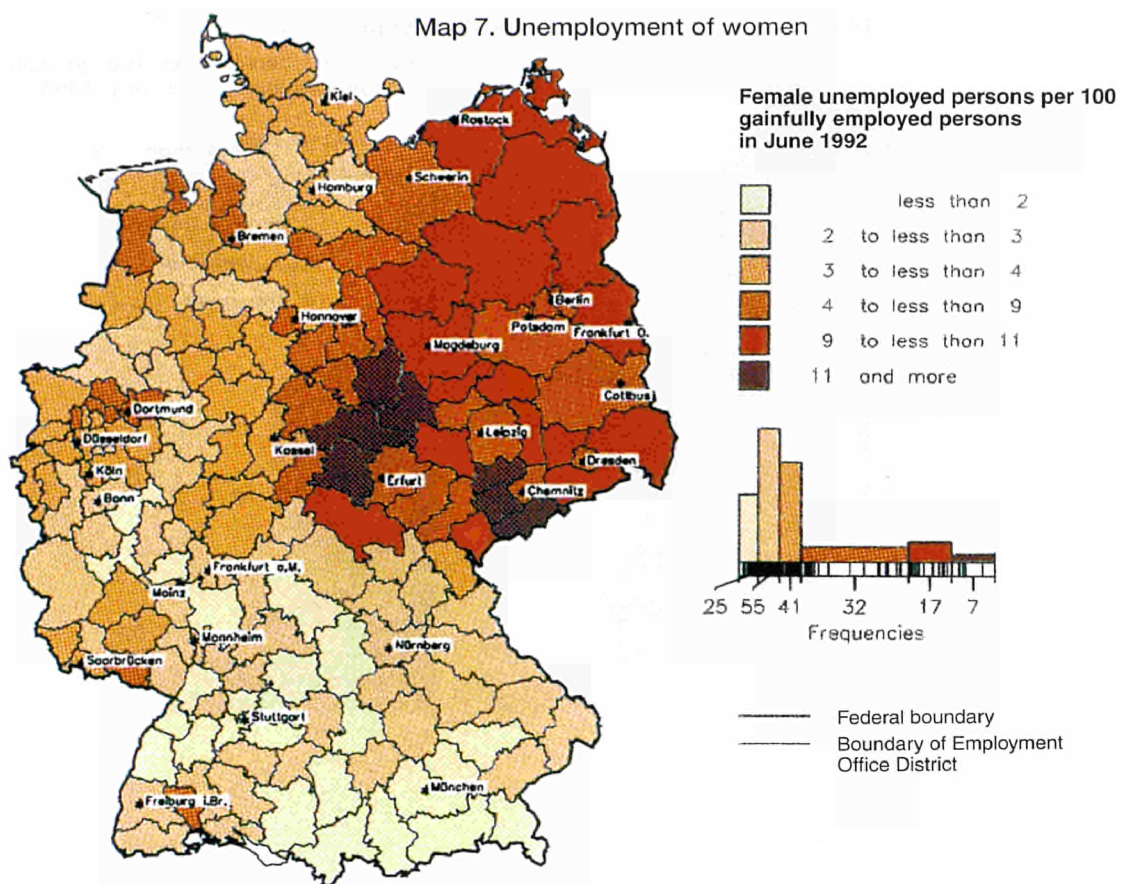 Map 7. Unemployment of women
Female unemployed persons per 100
gainfully employed persons
in June 1992
less than 2
2 to less than 3
3 to less than 4
4 to less than 9
9 to less than 11
11 and more
25 55 41 32 17 7
Frequencies
Federal boundary
Boundary of Employment
Office District
Kiel
Rostock
Schwerin
Hamburg
Bremen
Berlin
Hannover
Potsdam
Frankfurt O.
Magdeburg
Cottbus
Dortmund
Leipzig
Düsseldorf
Kassel
Dresden
Köln
Erfurt
Chemnitz
Bonn
Frankfurt a.M.
Mainz
Mannheim
Nürnberg
Saarbrücken
Stuttgart
München
Freiburg i.Br.